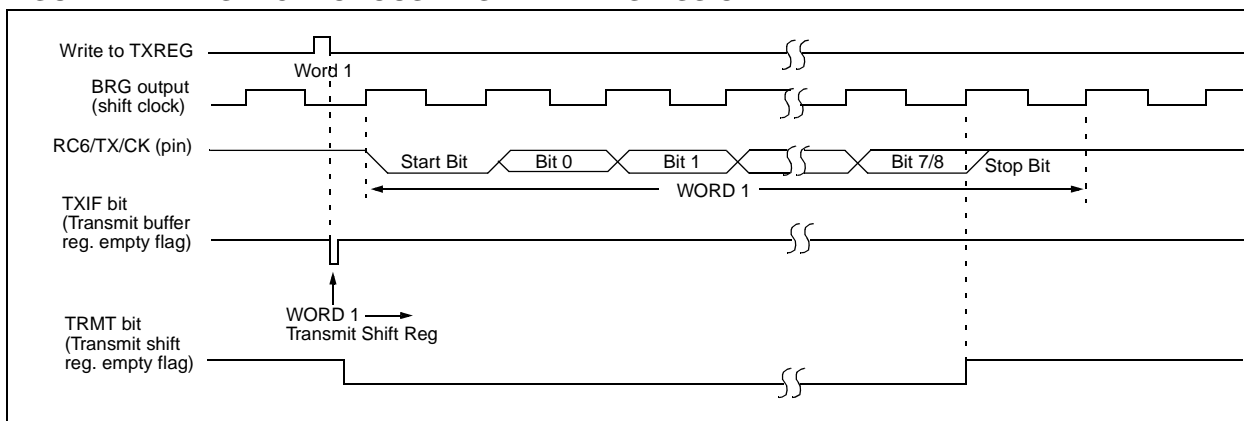 Write to TXREG
Word 1
BRG output
(shift clock)
RC6/TX/CK (pin)
Start Bit
Bit 0
Bit 1
Bit 7/8
Stop Bit
WORD 1
TXIF bit
(Transmit buffer
reg. empty flag)
WORD 1
Transmit Shift Reg
TRMT bit
(Transmit shift
reg. empty flag)